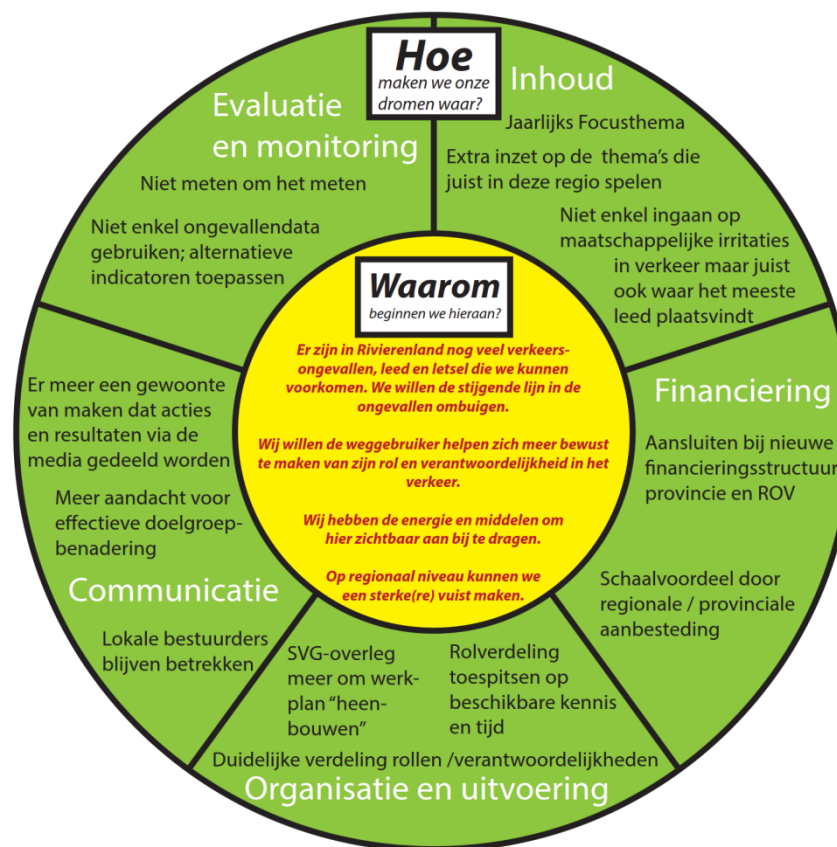 Hoe
maken we onze
dromen waar?
Inhoud
Jaarlijks Focusthema
Extra inzet op de thema's die
juist in deze regio spelen
Niet enkel ingaan op
maatschappelijke irritaties
in verkeer maar juist
ook waar het meeste
leed plaatsvindt
Financiering
Aansluiten bij nieuwe
financieringsstructuur
provincie en ROV
Schaalvoordeel door
regionale / provinciale
aanbesteding
Rolverdeling
toespitsen op
beschikbare kennis
en tijd
SVG-overleg
meer om werk-
plan “heen-
bouwen”
Duidelijke verdeling rollen /verantwoordelijkheden
Organisatie en uitvoering
Er meer een gewoonte
van maken dat acties
en resultaten via de
media gedeeld worden
Meer aandacht voor
effectieve doelgroep-
benadering
Communicatie
Lokale bestuurders
blijven betrekken
Evaluatie
en monitoring
Niet meten om het meten
Niet enkel ongevallendata
gebruiken; alternatieve
indicatoren toepassen
Waarom
beginnen we hieraan?
Er zijn in Rivierenland nog veel verkeers-
ongevallen, leed en letsel die we kunnen
voorkomen. We willen de stijgende lijn in de
ongevallen ombuigen.
Wij willen de weggebruiker helpen zich meer bewust
te maken van zijn rol en verantwoordelijkheid in het
verkeer.
Wij hebben de energie en middelen om
hier zichtbaar aan bij te dragen.
Op regionaal niveau kunnen we
een sterke(re) vuist maken.